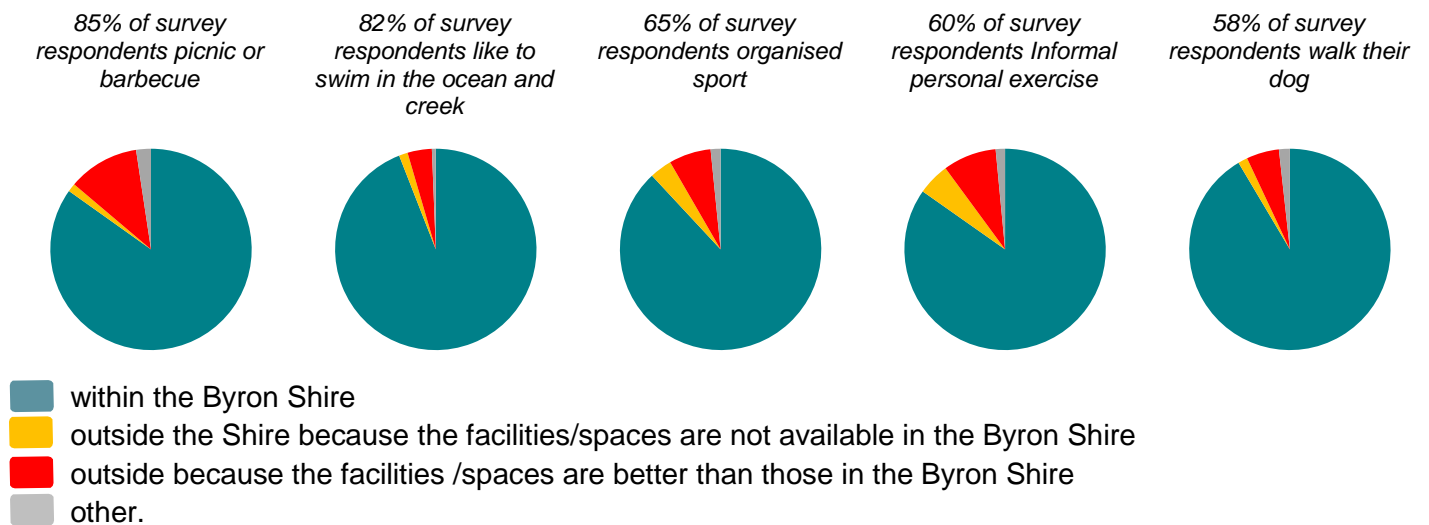 85% of survey
respondents picnic or
barbecue
82% of survey
respondents like to
swim in the ocean and
creek
65% of survey
respondents organised
sport
60% of survey
respondents Informal
personal exercise
58% of survey
respondents walk their
dog
within the Byron Shire
outside the Shire because the facilities/spaces are not available in the Byron Shire
outside because the facilities /spaces are better than those in the Byron Shire
other.